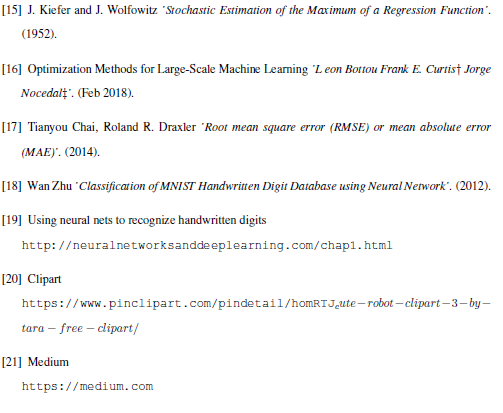 [15] J. Kiefer and J. Wolfowitz 'Stochastic Estimation of the Maximum of a Regression Function'.
(1952).
[16] Optimization Methods for Large-Scale Machine Learning 'L eon Bottou Frank E. Curtis† Jorge
Nocedal‡'. (Feb 2018).
[17] Tianyou Chai, Roland R. Draxler 'Root mean square error (RMSE) or mean absolute error
(MAE)'. (2014).
[18] Wan Zhu 'Classification of MNIST Handwritten Digit Database using Neural Network'. (2012).
[19] Using neural nets to recognize handwritten digits
http://neuralnetworksanddeeplearning.com/chap1.html
[20] Clipart
https://www.pinclipart.com/pindetail/homRTJcute−robot−clipart−3−by−
tara − free − clipart/
[21] Medium
https://medium.com